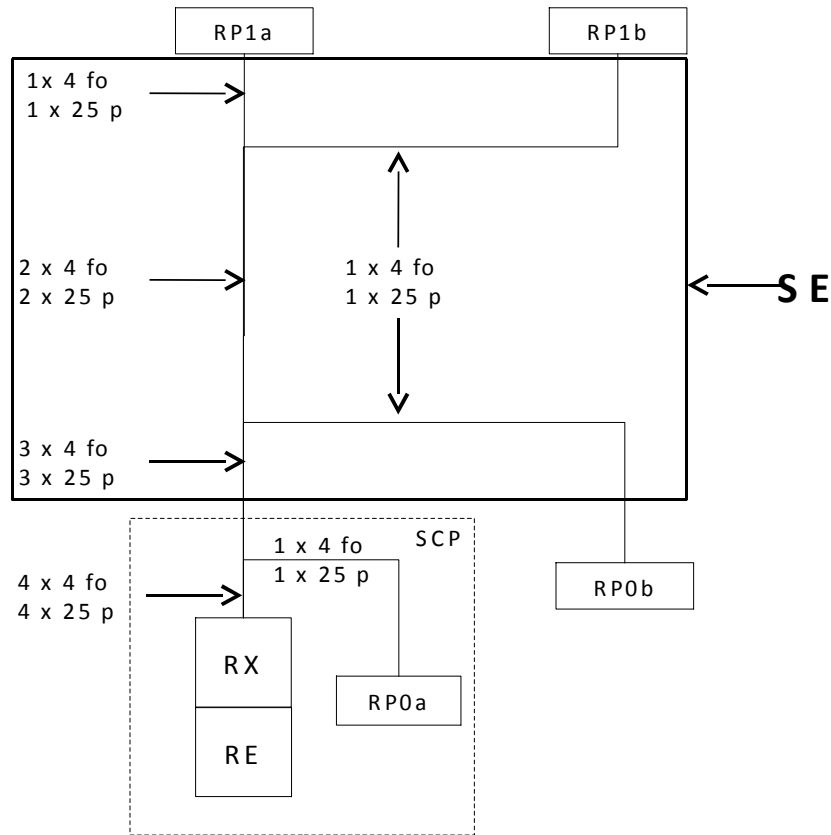 RP1a
RP1b
1x 4 fo
1 x 25 p
2 x 4 fo
2 x 25 p
1 x 4 fo
1 x 25 p
S E
3 x 4 fo
3 x 25 p
SCP
1 x 4 fo
1 x 25 p
4 x 4 fo
4 x 25 p
RP0b
RX
RP0a
RE